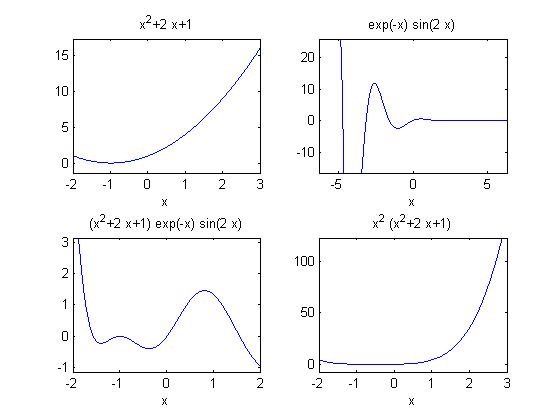 x²+2 x+1
15
10
5
0
-2 -1 0 1 2 3
x
exp(-x) sin(2 x)
20
10
0
-10
-5 0 5
x
(x²+2 x+1) exp(-x) sin(2 x)
3
2
1
0
-1
-2 -1 0 1 2
x
x² (x²+2 x+1)
100
50
0
-2 -1 0 1 2 3
x